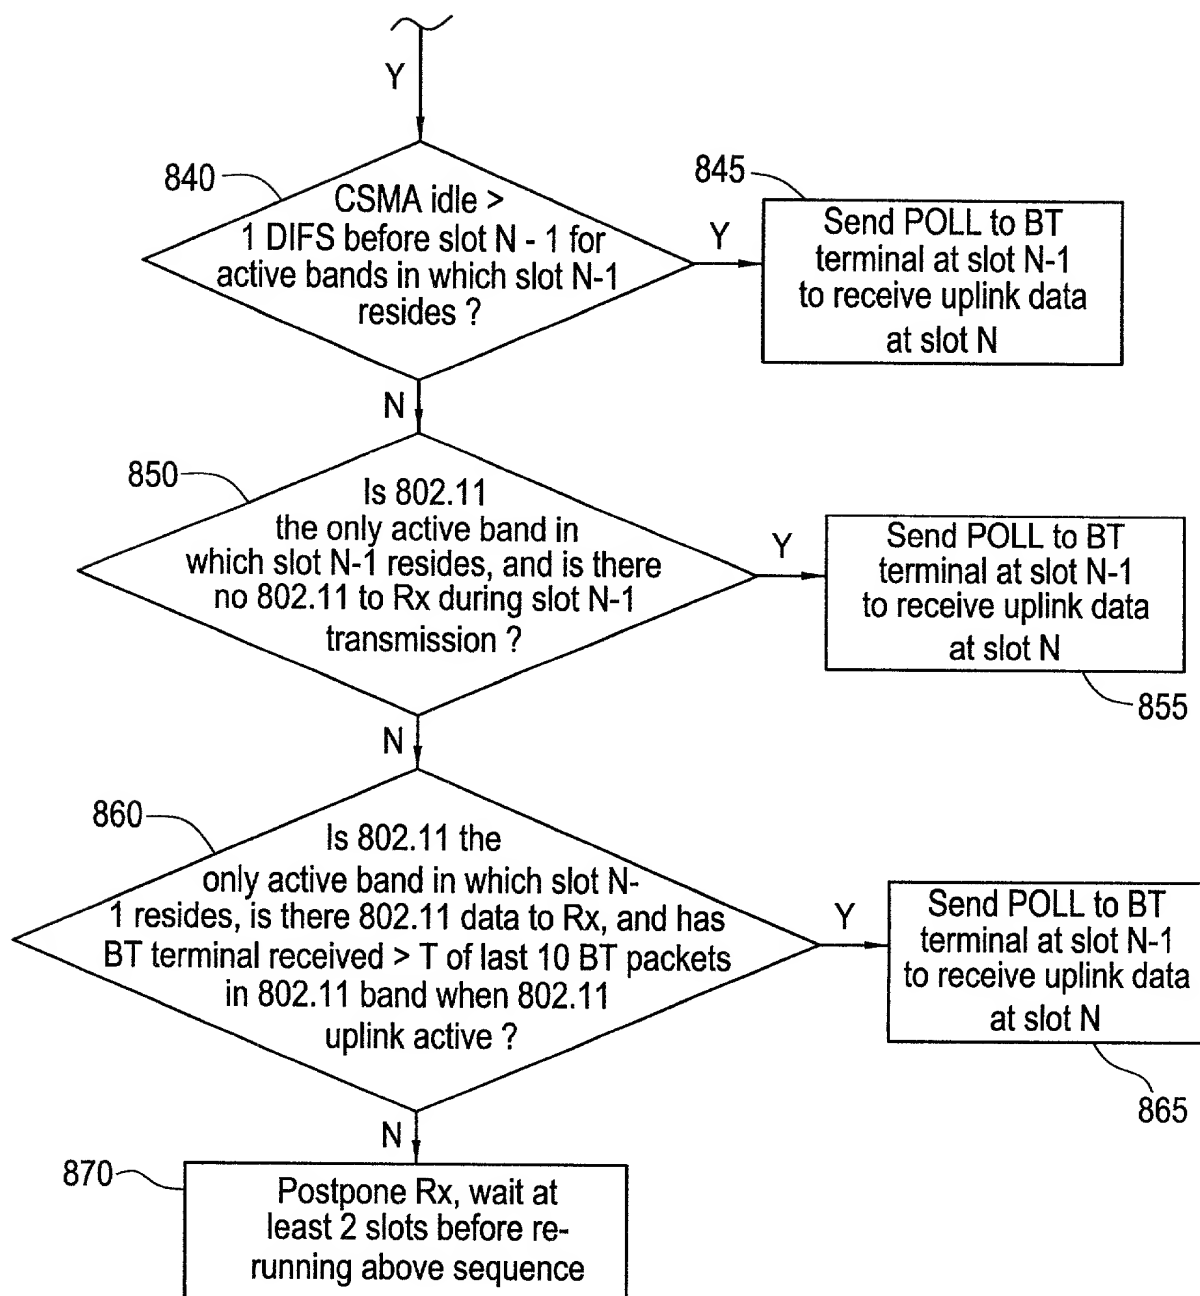 Y
840
CSMA idle >
1 DIFS before slot N - 1 for
active bands in which slot N-1
resides ?
Y
845
Send POLL to BT
terminal at slot N-1
to receive uplink data
at slot N
N
850
Is 802.11
the only active band in
which slot N-1 resides, and is there
no 802.11 to Rx during slot N-1
transmission ?
Y
Send POLL to BT
terminal at slot N-1
to receive uplink data
at slot N
855
N
860
Is 802.11 the
only active band in which slot N-
1 resides, is there 802.11 data to Rx, and has
BT terminal received > T of last 10 BT packets
in 802.11 band when 802.11
uplink active ?
Y
Send POLL to BT
terminal at slot N-1
to receive uplink data
at slot N
865
N
870
Postpone Rx, wait at
least 2 slots before re-
running above sequence